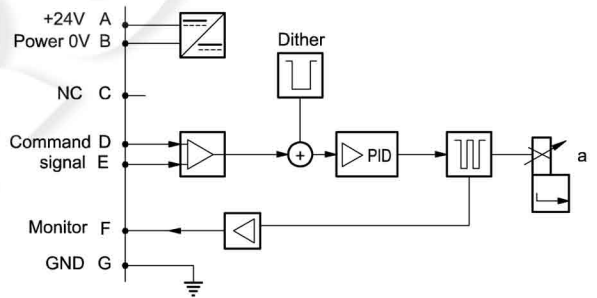 +24V A
Power 0V B
Dither
NC C
Command D
signal E
+
PID
a
Monitor F
GND G